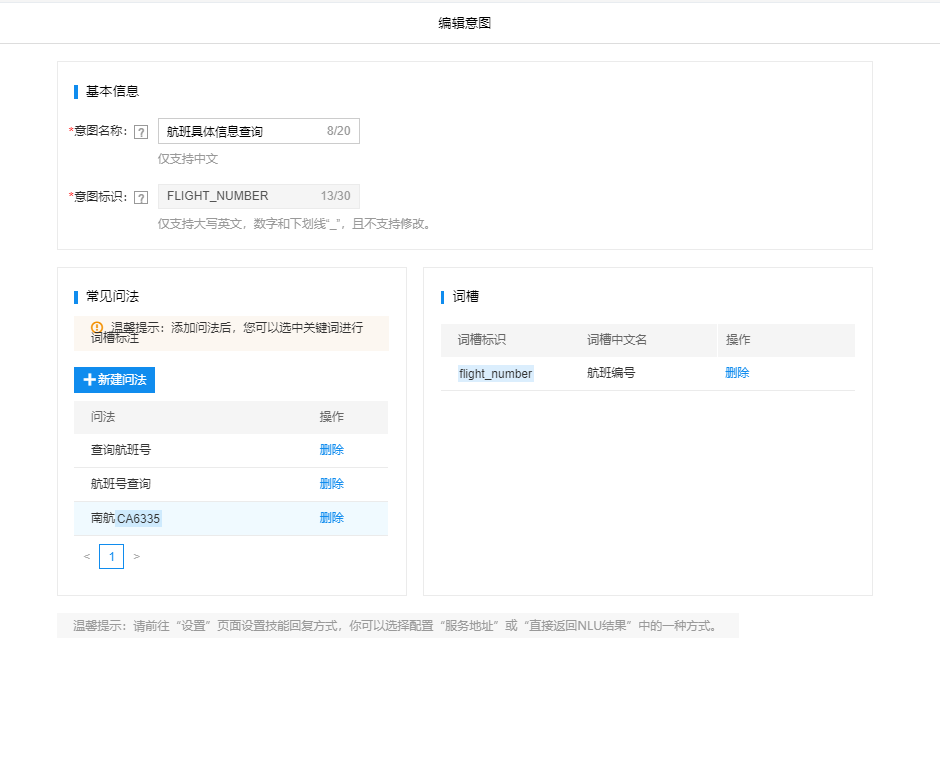 编辑意图
基本信息
*意图名称： ? 航班具体信息查询 8/20
仅支持中文
*意图标识： ? FLIGHT_NUMBER 13/30
仅支持大写英文，数字和下划线“_”，且不支持修改。
常见问法
温馨提示：添加问法后，您可以选中关键词进行
词槽标注
新建问法
问法 操作
查询航班号 删除
航班号查询 删除
南航CA6335 删除
< 1 >
词槽
词槽标识 词槽中文名 操作
flight_number 航班编号 删除
温馨提示：请前往“设置”页面设置技能回复方式，你可以选择配置“服务地址”或“直接返回NLU结果”中的一种方式。